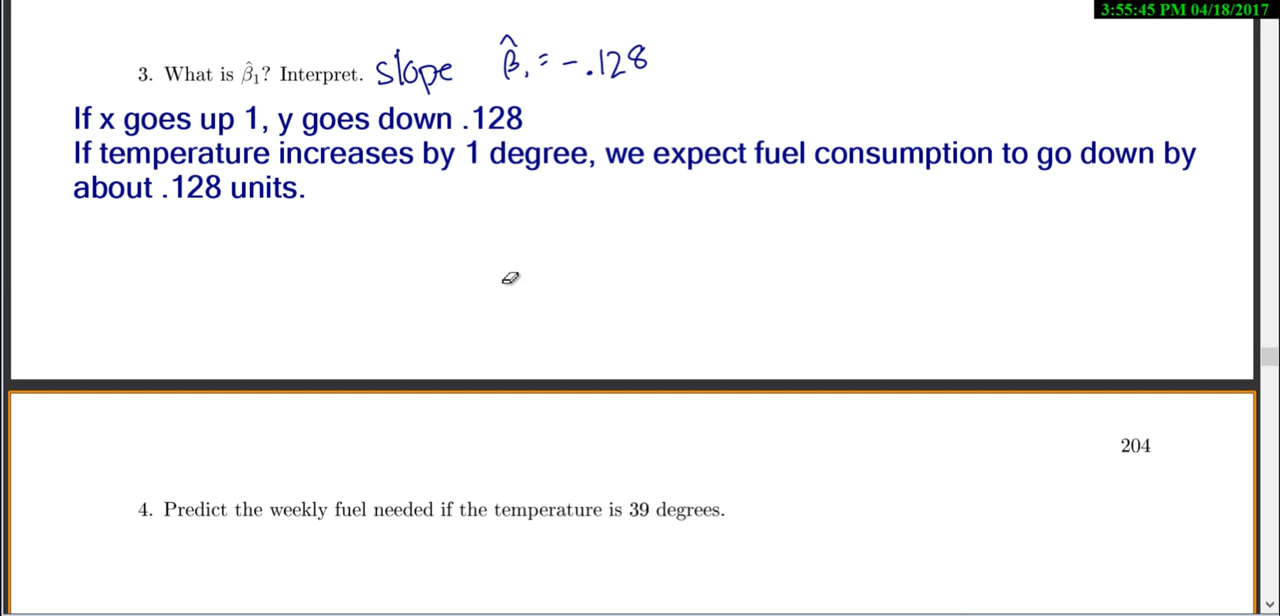 3:55:45 PM 04/18/2017
3. What is β̂₁? Interpret. slope β̂₁ = -.128
If x goes up 1, y goes down .128
If temperature increases by 1 degree, we expect fuel consumption to go down by
about .128 units.
204
4. Predict the weekly fuel needed if the temperature is 39 degrees.